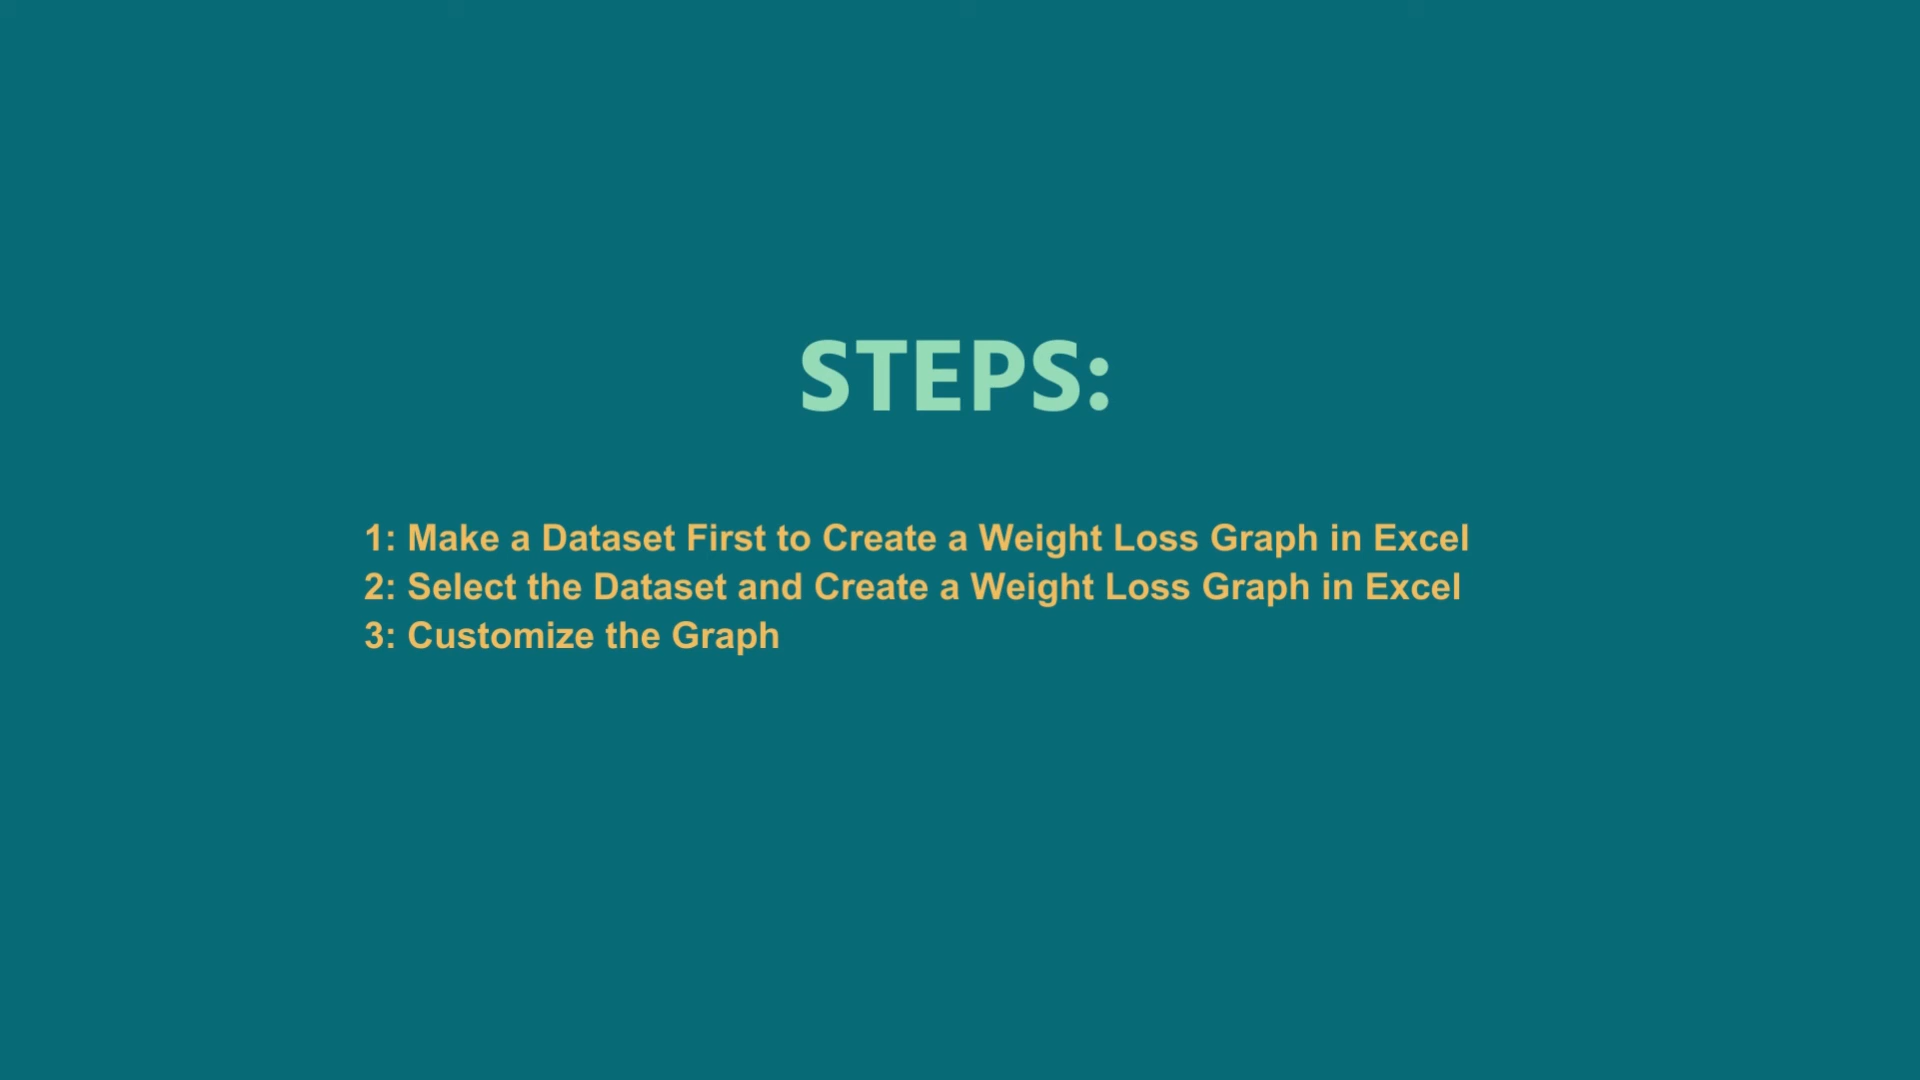 STEPS:
1: Make a Dataset First to Create a Weight Loss Graph in Excel
2: Select the Dataset and Create a Weight Loss Graph in Excel
3: Customize the Graph